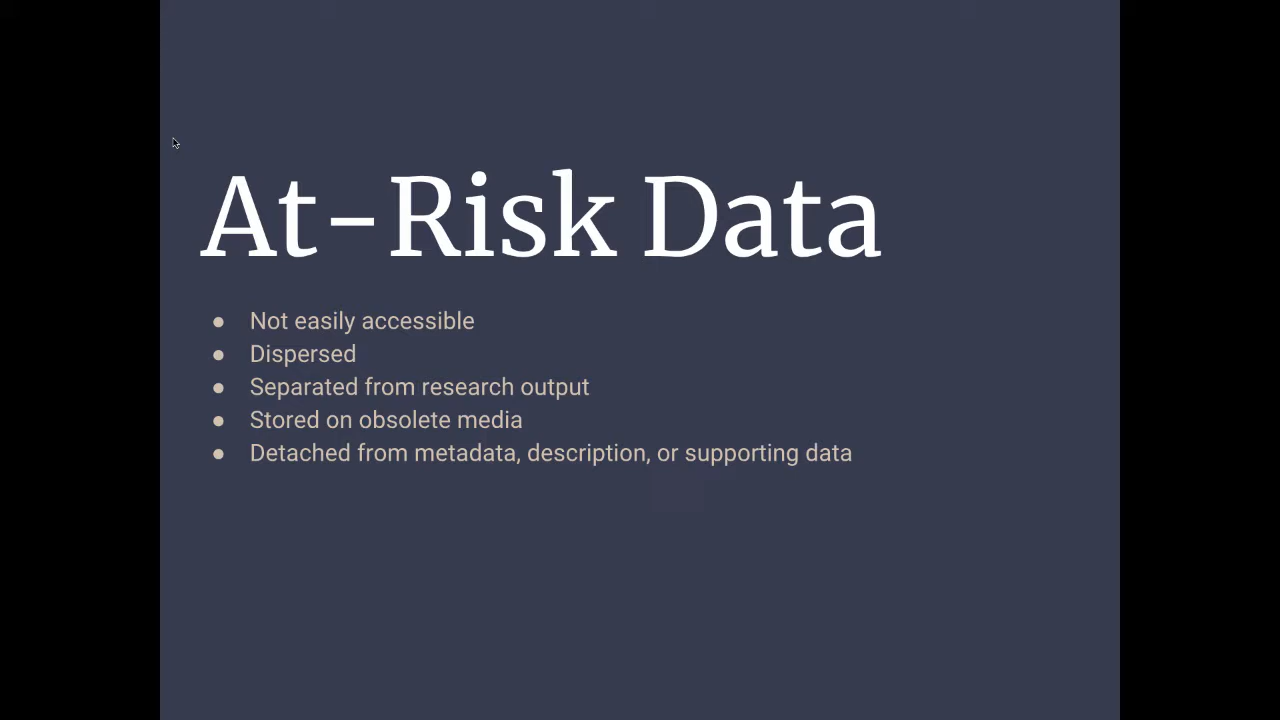 At-Risk Data
● Not easily accessible
● Dispersed
● Separated from research output
● Stored on obsolete media
● Detached from metadata, description, or supporting data